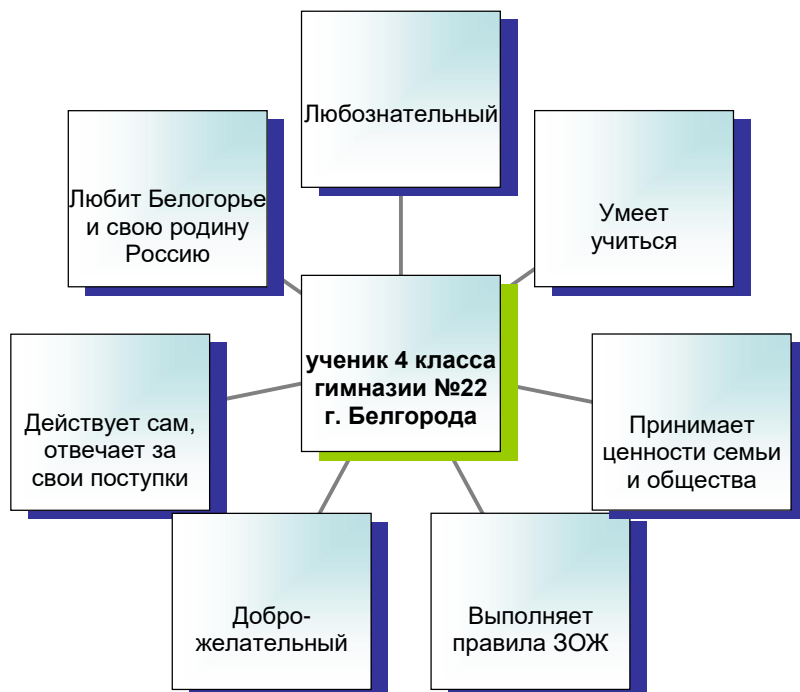 Любознательный
Любит Белогорье
и свою родину
Россию
Умеет
учиться
ученик 4 класса
гимназии №22
г. Белгорода
Действует сам,
отвечает за
свои поступки
Принимает
ценности семьи
и общества
Добро-
желательный
Выполняет
правила ЗОЖ